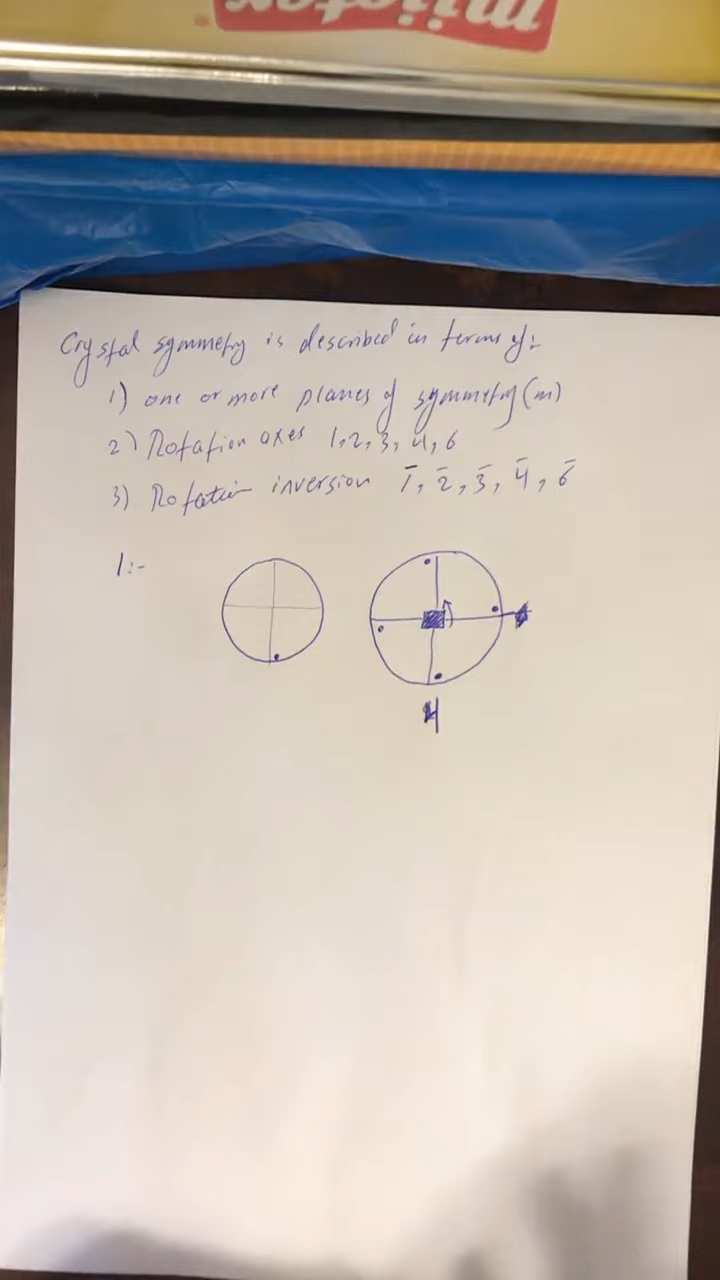 Crystal symmetry is described in terms of:-
1) one or more planes of symmetry (m)
2) Rotation axes 1,2,3,4,6
3) Rotation inversion 1̄, 2̄, 3̄, 4̄, 6̄
1:-
4